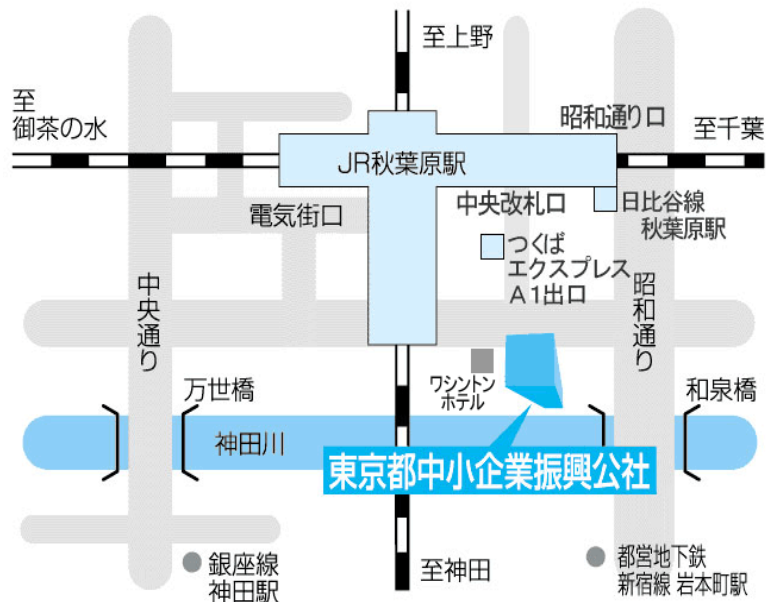 至上野
至
御茶の水
昭和通り口
至千葉
JR秋葉原駅
電気街口
中央改札口
日比谷線
秋葉原駅
つくば
エクスプレス
A1出口
中央通り
昭和通り
万世橋
ワシントン
ホテル
和泉橋
神田川
東京都中小企業振興公社
銀座線
神田駅
至神田
都営地下鉄
新宿線 岩本町駅